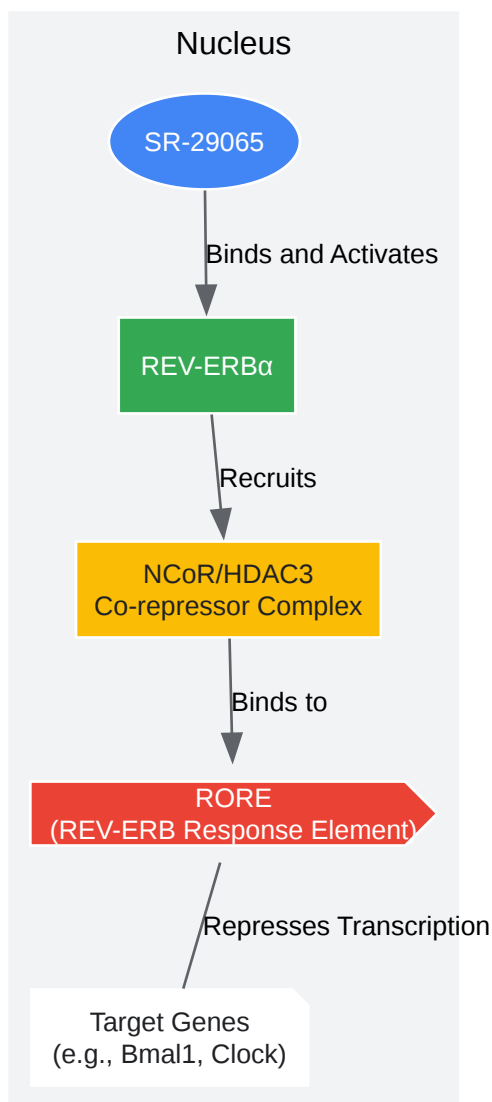 Nucleus
SR-29065
Binds and Activates
REV-ERBα
Recruits
NCoR/HDAC3
Co-repressor Complex
Binds to
RORE
(REV-ERB Response Element)
Represses Transcription
Target Genes
(e.g., Bmal1, Clock)